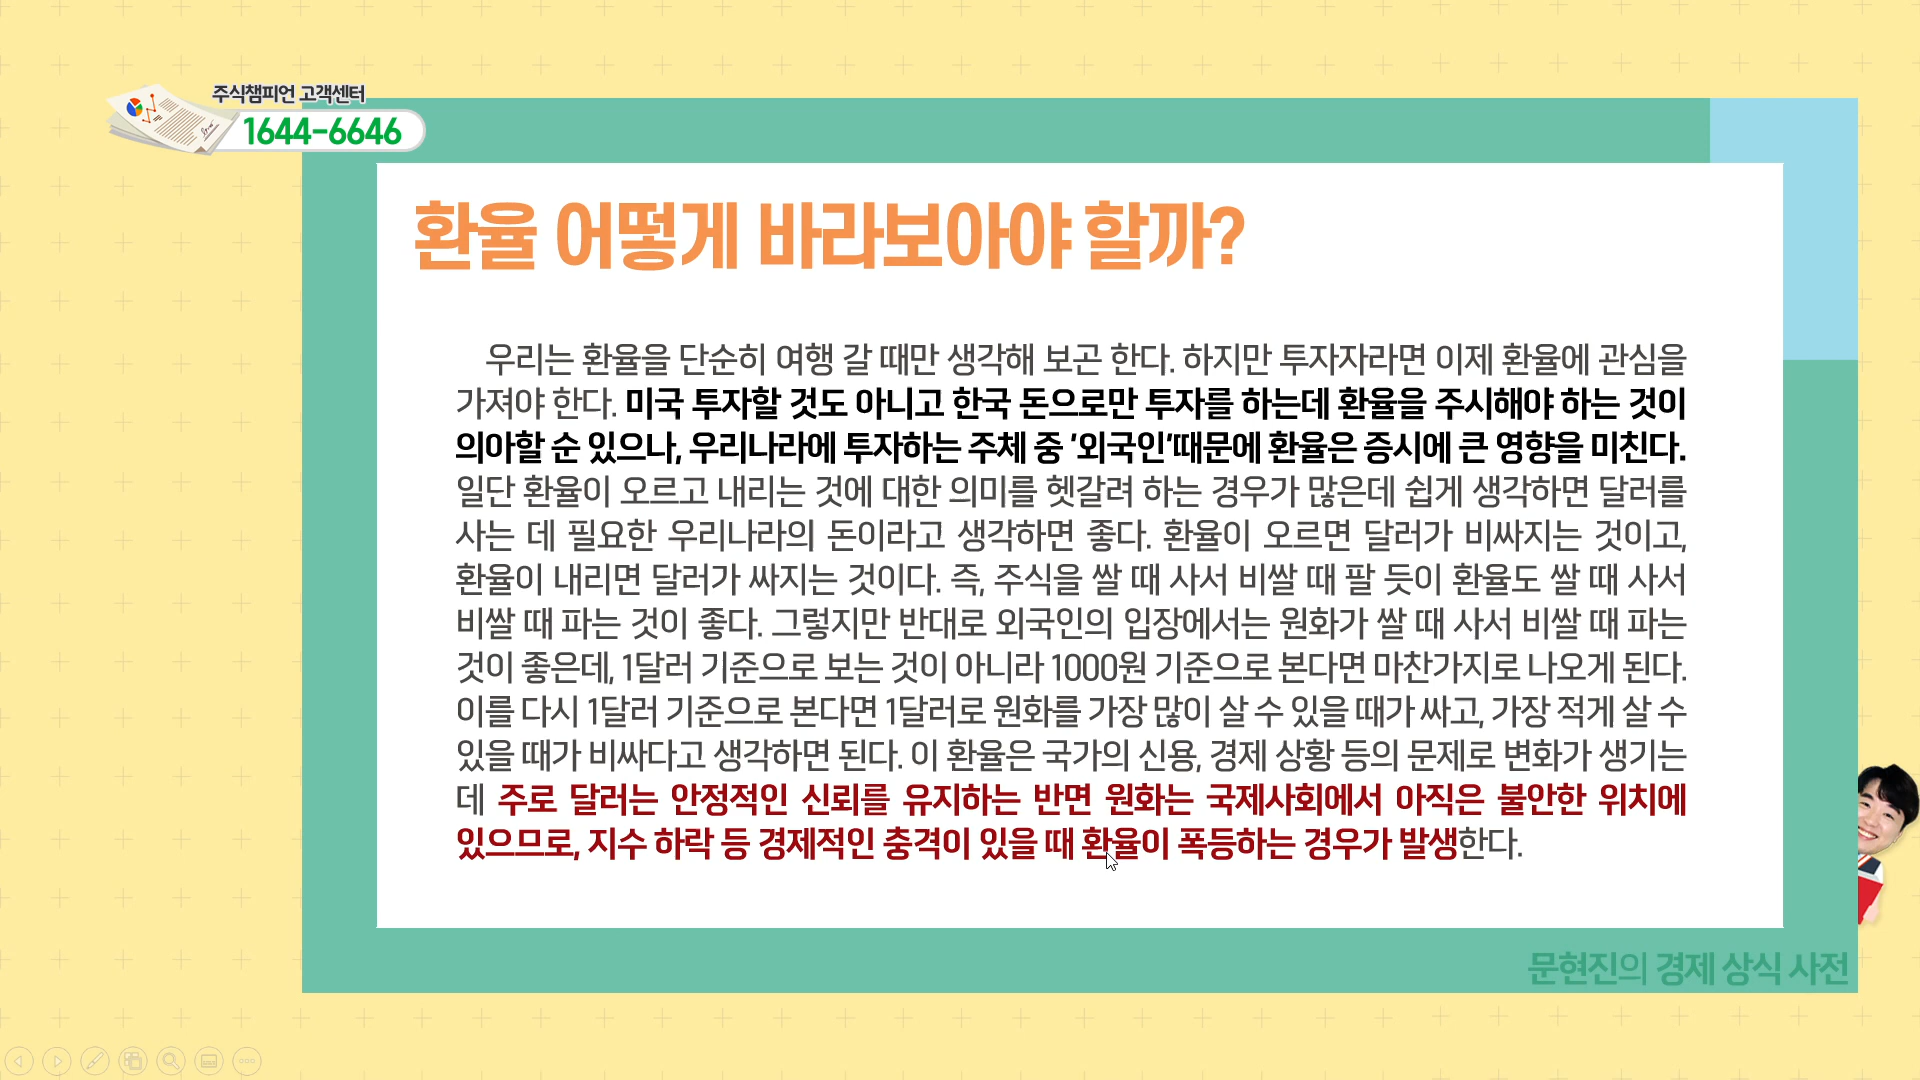 주식챔피언 고객센터
1644-6646
환율 어떻게 바라보아야 할까?
우리는 환율을 단순히 여행 갈 때만 생각해 보곤 한다. 하지만 투자자라면 이제 환율에 관심을
가져야 한다. 미국 투자할 것도 아니고 한국 돈으로만 투자를 하는데 환율을 주시해야 하는 것이
의아할 순 있으나, 우리나라에 투자하는 주체 중 ‘외국인’때문에 환율은 증시에 큰 영향을 미친다.
일단 환율이 오르고 내리는 것에 대한 의미를 헷갈려 하는 경우가 많은데 쉽게 생각하면 달러를
사는 데 필요한 우리나라의 돈이라고 생각하면 좋다. 환율이 오르면 달러가 비싸지는 것이고,
환율이 내리면 달러가 싸지는 것이다. 즉, 주식을 쌀 때 사서 비쌀 때 팔 듯이 환율도 쌀 때 사서
비쌀 때 파는 것이 좋다. 그렇지만 반대로 외국인의 입장에서는 원화가 쌀 때 사서 비쌀 때 파는
것이 좋은데, 1달러 기준으로 보는 것이 아니라 1000원 기준으로 본다면 마찬가지로 나오게 된다.
이를 다시 1달러 기준으로 본다면 1달러로 원화를 가장 많이 살 수 있을 때가 싸고, 가장 적게 살 수
있을 때가 비싸다고 생각하면 된다. 이 환율은 국가의 신용, 경제 상황 등의 문제로 변화가 생기는
데 주로 달러는 안정적인 신뢰를 유지하는 반면 원화는 국제사회에서 아직은 불안한 위치에
있으므로, 지수 하락 등 경제적인 충격이 있을 때 환율이 폭등하는 경우가 발생한다.
문현진의 경제 상식 사전